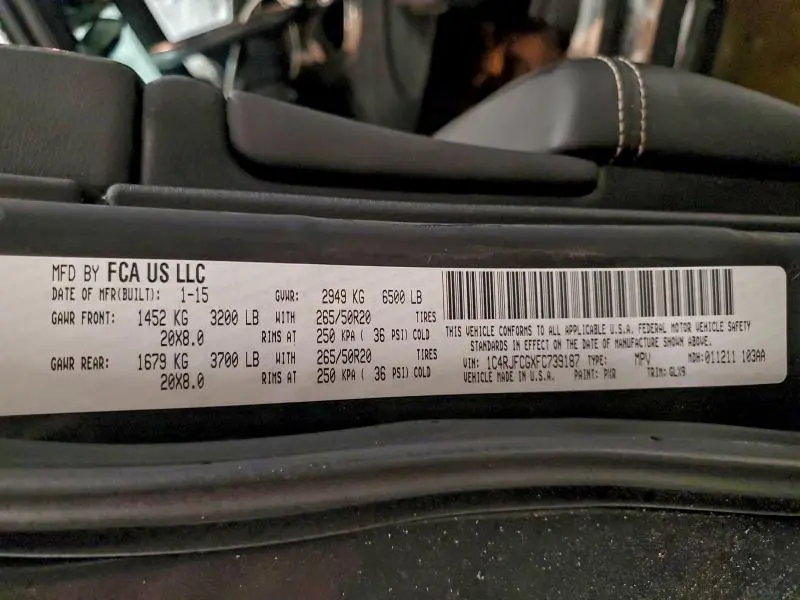 MFD BY FCA US LLC
DATE OF MFR(BUILT): 1-15 GVWR: 2949 KG 6500 LB
GAWR FRONT: 1452 KG 3200 LB WITH 265/50R20 TIRES
20X8.0 RIMS AT 250 KPA ( 36 PSI) COLD
GAWR REAR: 1679 KG 3700 LB WITH 265/50R20 TIRES
20X8.0 RIMS AT 250 KPA ( 36 PSI) COLD
THIS VEHICLE CONFORMS TO ALL APPLICABLE U.S.A. FEDERAL MOTOR VEHICLE SAFETY
STANDARDS IN EFFECT ON THE DATE OF MANUFACTURE SHOWN ABOVE.
VIN: 1C4RJFCGXFC739187 TYPE: MPV MDH:011211 103AA
VEHICLE MADE IN U.S.A. PAINT: PXR TRIM: GLX9